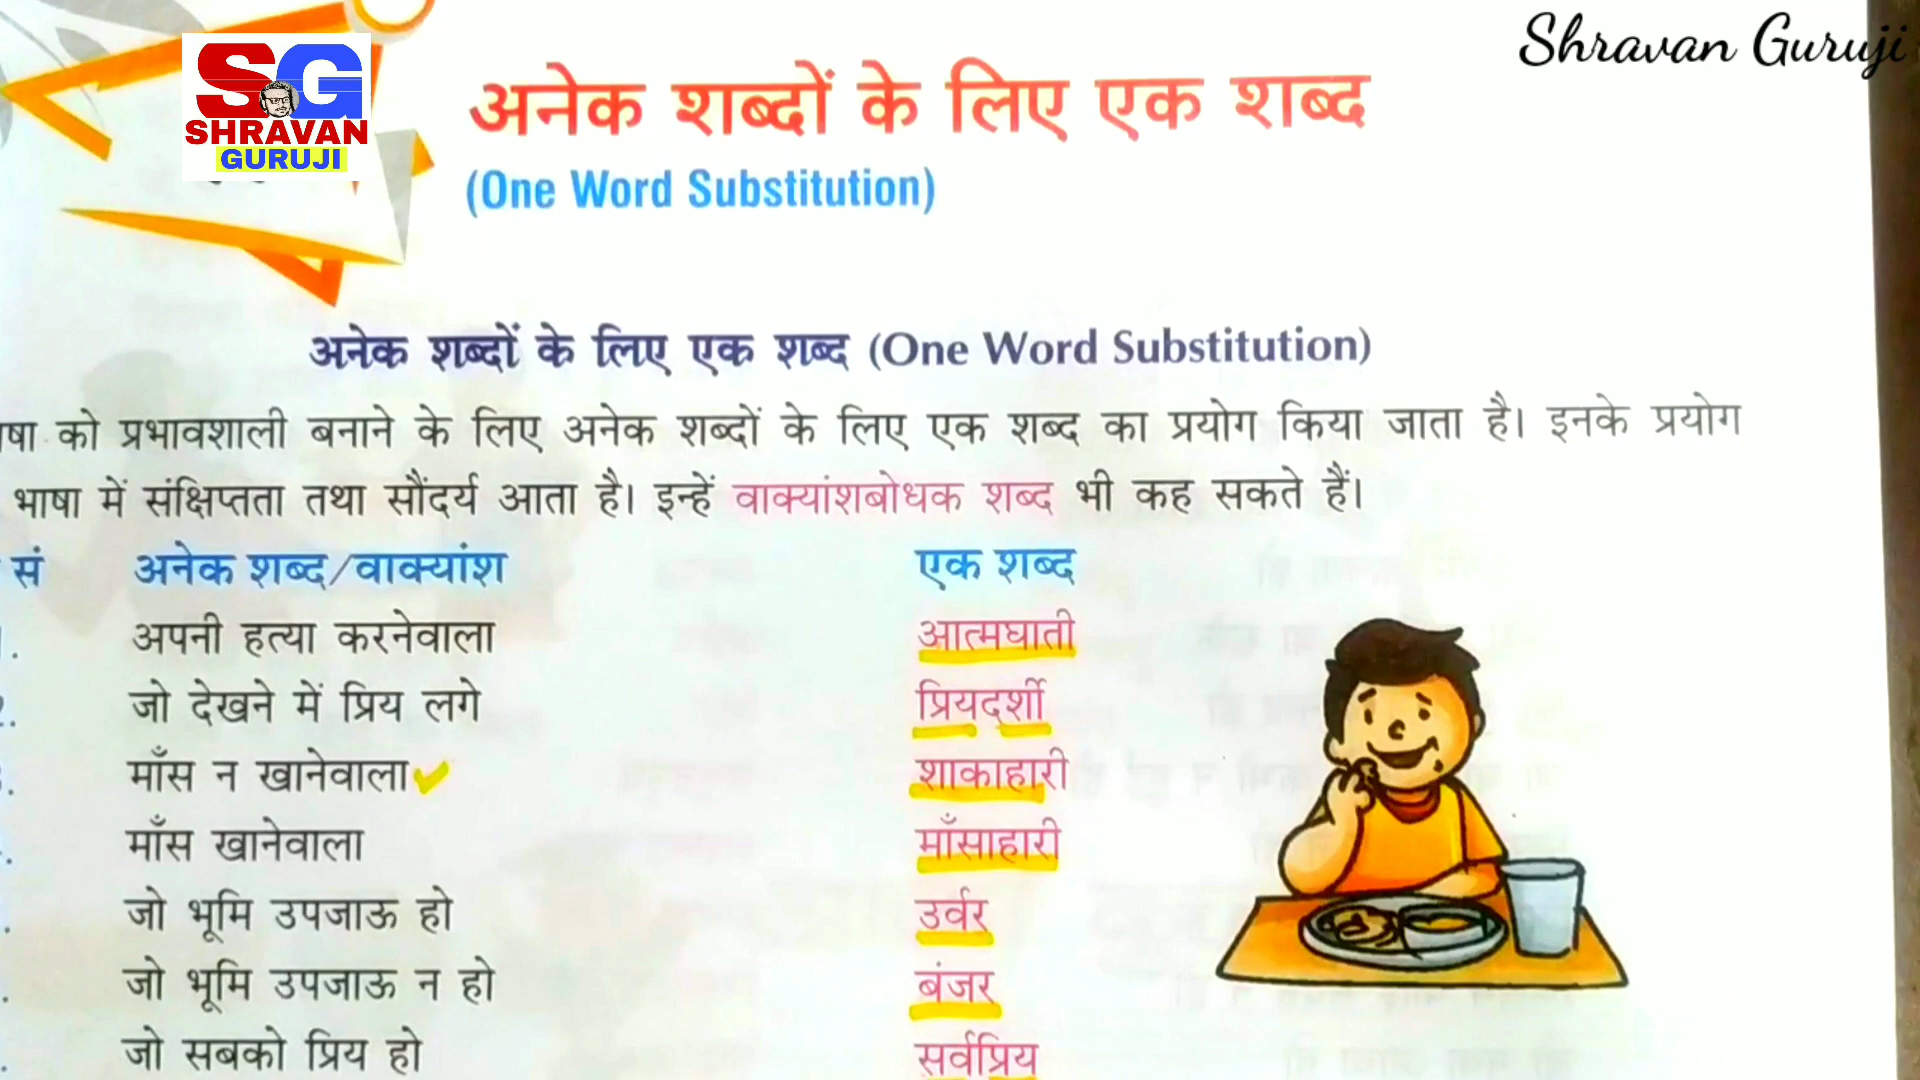 Shravan Guruji
SG
SHRAVAN
GURUJI
अनेक शब्दों के लिए एक शब्द
(One Word Substitution)
अनेक शब्दों के लिए एक शब्द (One Word Substitution)
को प्रभावशाली बनाने के लिए अनेक शब्दों के लिए एक शब्द का प्रयोग किया जाता है। इनके प्रयोग
भाषा में संक्षिप्तता तथा सौंदर्य आता है। इन्हें वाक्यांशबोधक शब्द भी कह सकते हैं।
सं अनेक शब्द/वाक्यांश एक शब्द
अपनी हत्या करनेवाला आत्मघाती
जो देखने में प्रिय लगे प्रियदर्शी
माँस न खानेवाला शाकाहारी
माँस खानेवाला माँसाहारी
जो भूमि उपजाऊ हो उर्वर
जो भूमि उपजाऊ न हो बंजर
जो सबको प्रिय हो सर्वप्रिय